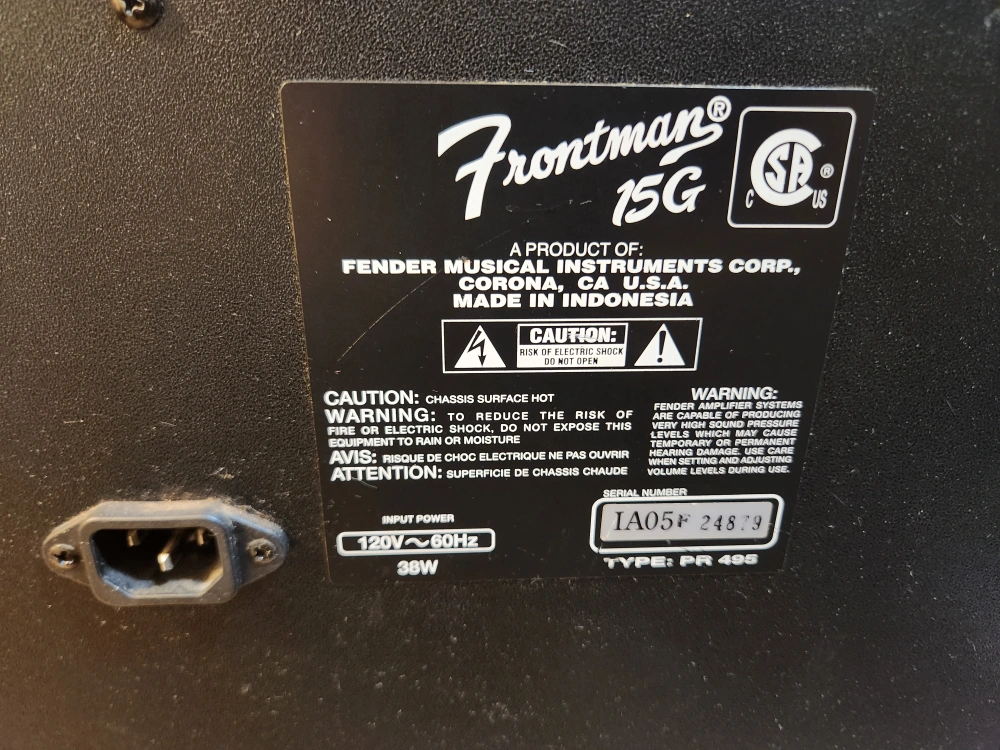 Frontman®
15G
CSA ®
C US
A PRODUCT OF:
FENDER MUSICAL INSTRUMENTS CORP.,
CORONA, CA U.S.A.
MADE IN INDONESIA
CAUTION:
RISK OF ELECTRIC SHOCK
DO NOT OPEN
CAUTION: CHASSIS SURFACE HOT
WARNING: TO REDUCE THE RISK OF
FIRE OR ELECTRIC SHOCK, DO NOT EXPOSE THIS
EQUIPMENT TO RAIN OR MOISTURE
AVIS: RISQUE DE CHOC ELECTRIQUE NE PAS OUVRIR
ATTENTION: SUPERFICIE DE CHASSIS CHAUDE
WARNING:
FENDER AMPLIFIER SYSTEMS
ARE CAPABLE OF PRODUCING
VERY HIGH SOUND PRESSURE
LEVELS WHICH MAY CAUSE
TEMPORARY OR PERMANENT
HEARING DAMAGE. USE CARE
WHEN SETTING AND ADJUSTING
VOLUME LEVELS DURING USE.
INPUT POWER
120V~60Hz
38W
SERIAL NUMBER
IA05F 24879
TYPE: PR 495